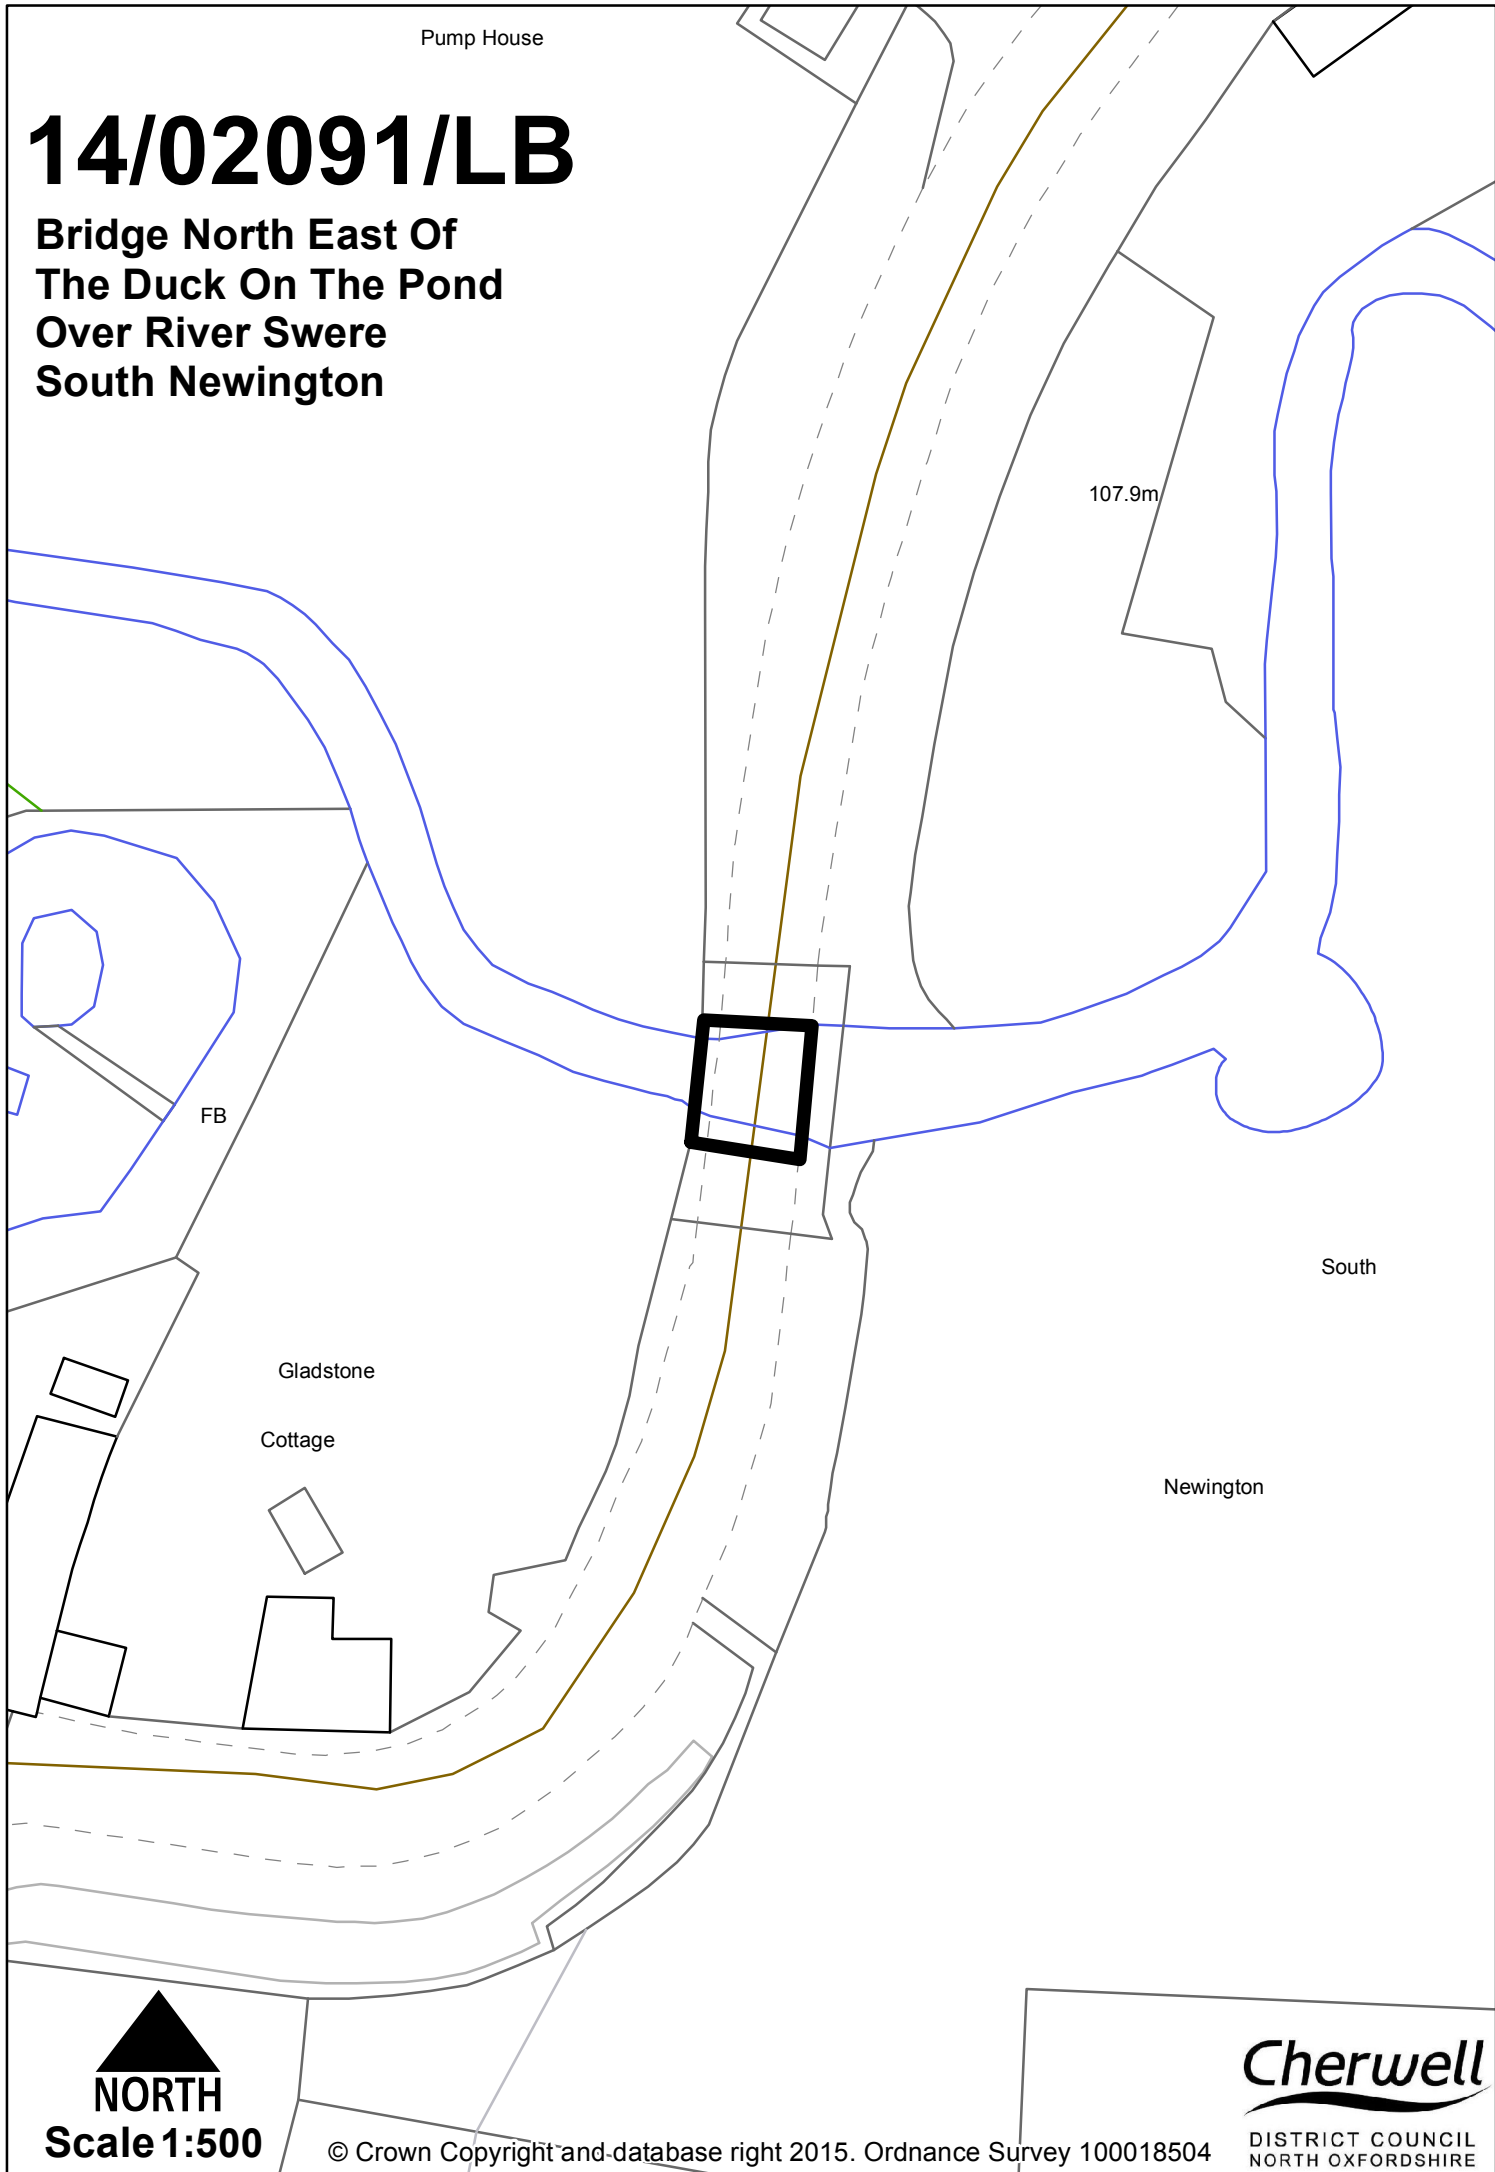 Pump House
14/02091/LB
Bridge North East Of
The Duck On The Pond
Over River Swere
South Newington
107.9m
FB
South
Gladstone
Cottage
Newington
NORTH
Scale 1:500
© Crown Copyright and database right 2015. Ordnance Survey 100018504
Cherwell
DISTRICT COUNCIL
NORTH OXFORDSHIRE